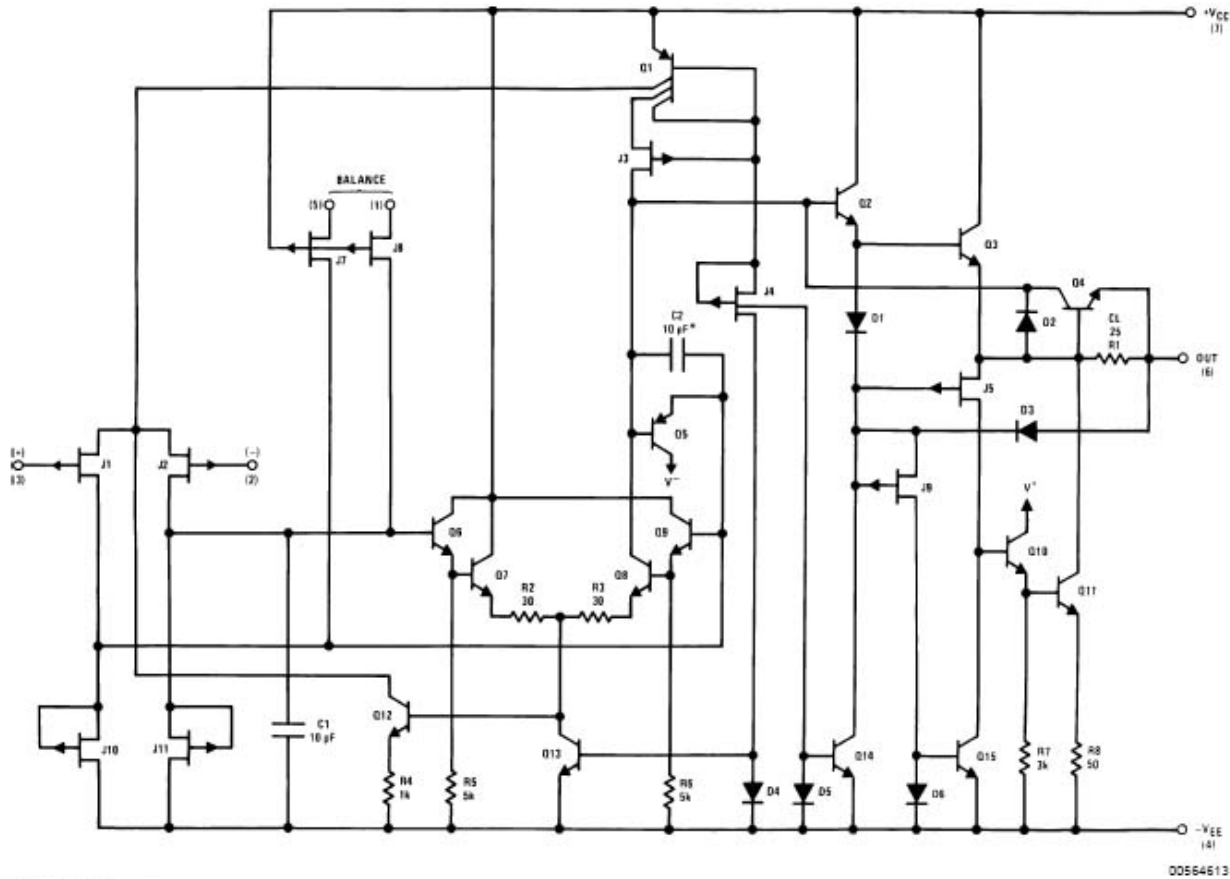 +VCC
(7)
Q1
J3
BALANCE
(5)
(1)
J7
J8
Q2
Q3
J4
Q4
C2
10 pF*
D1
D2
CL
25
R1
OUT
(6)
J5
(+)
(3)
J1
J2
(-)
(2)
Q5
V-
D3
J9
V+
Q6
Q9
Q7
Q8
R2
30
R3
30
Q10
Q11
J10
J11
C1
10 pF
Q12
R4
1k
R5
5k
Q13
R6
5k
D4
D5
Q14
D6
Q15
R7
3k
R8
50
-VEE
(4)
00564613